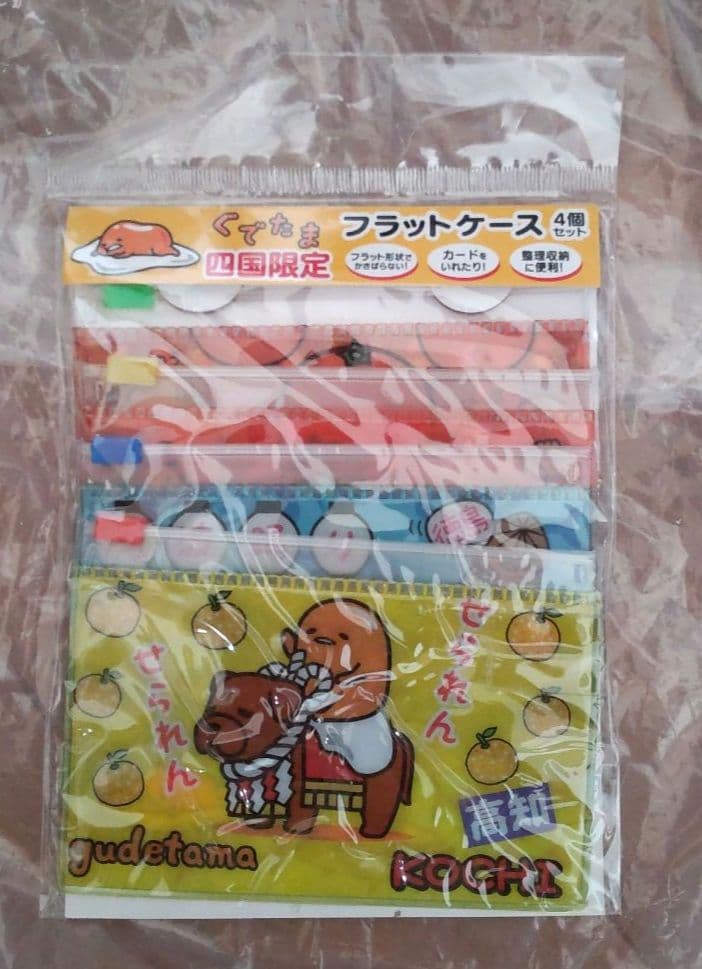 ぐでたま
四国限定
フラットケース 4個セット
フラット形状で
かさばらない!
カードを
いれたり!
整理収納
に便利!
徳島
せられん
せられん
高知
gudetama
KOCHI